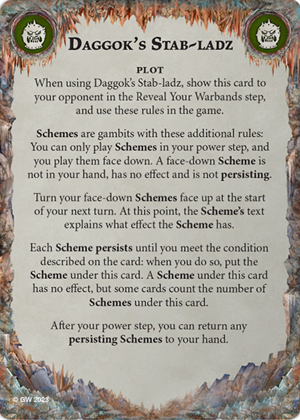 Daggok's Stab-ladz
PLOT
When using Daggok's Stab-ladz, show this card to
your opponent in the Reveal Your Warbands step,
and use these rules in the game.
Schemes are gambits with these additional rules:
You can only play Schemes in your power step, and
you play them face down. A face-down Scheme is
not in your hand, has no effect and is not persisting.
Turn your face-down Schemes face up at the start
of your next turn. At this point, the Scheme's text
explains what effect the Scheme has.
Each Scheme persists until you meet the condition
described on the card: when you do so, put the
Scheme under this card. A Scheme under this card
has no effect, but some cards count the number of
Schemes under this card.
After your power step, you can return any
persisting Schemes to your hand.
© GW 2023